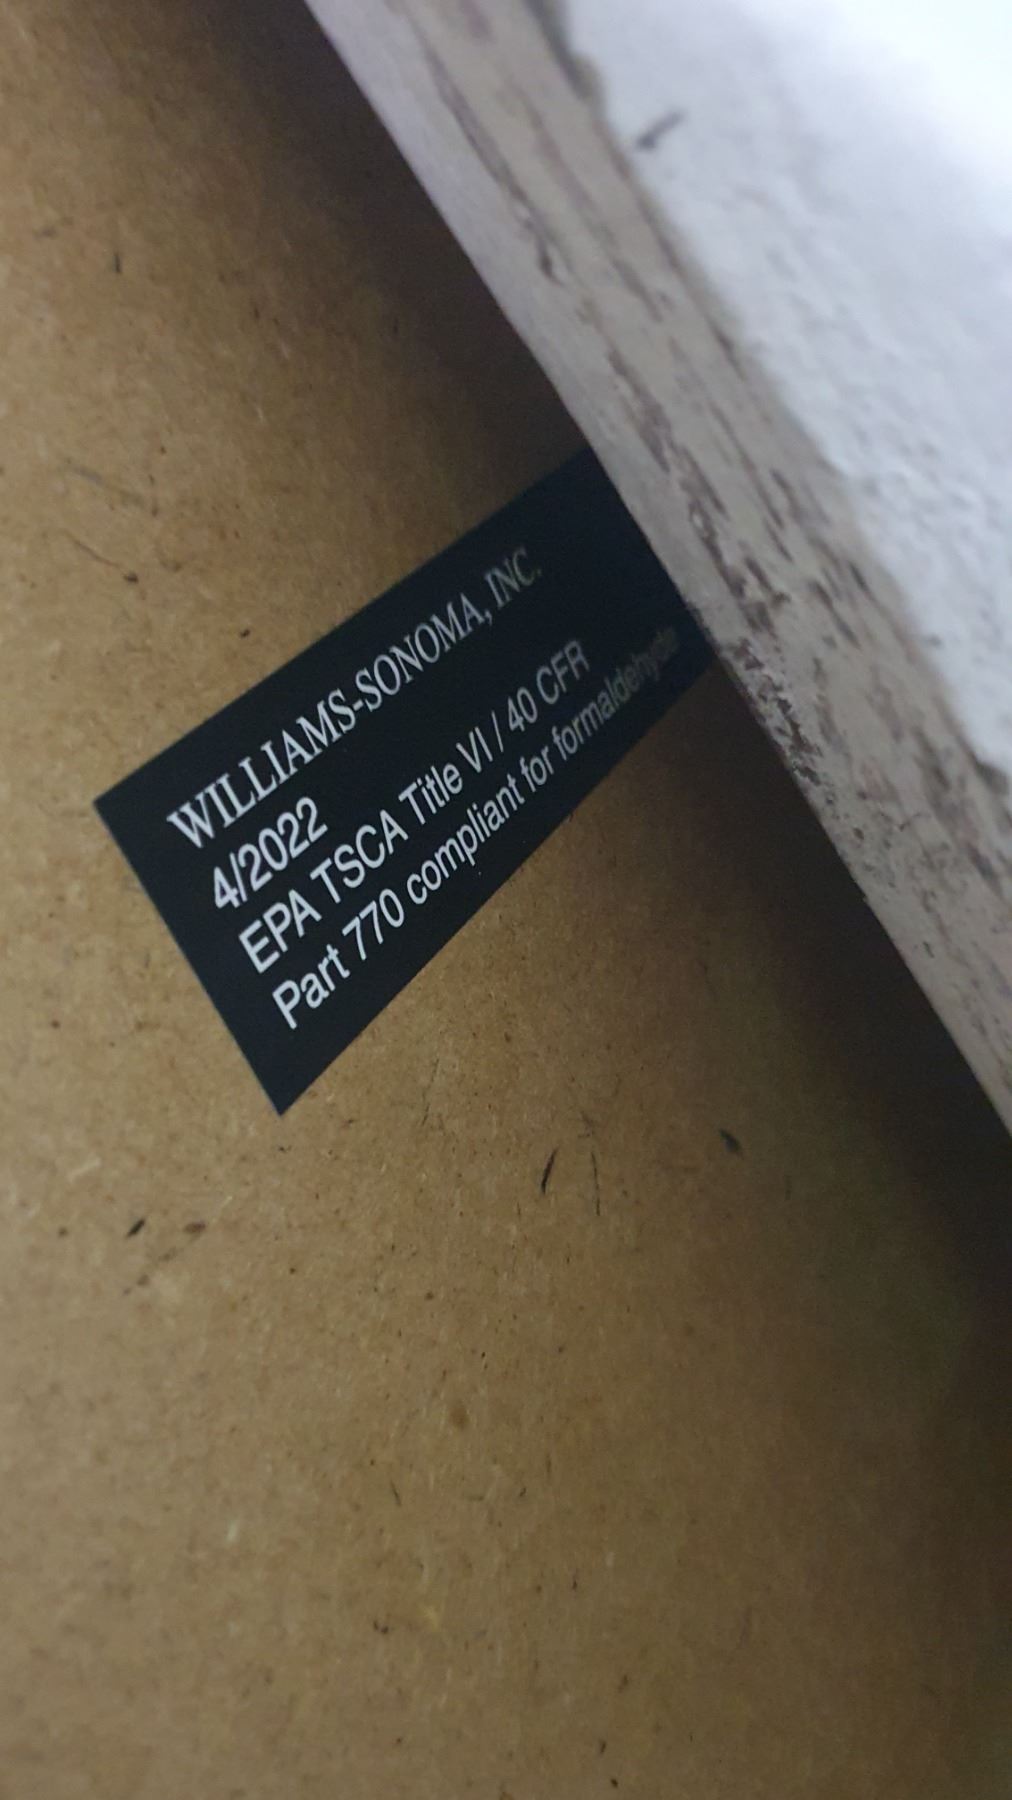 WILLIAMS-SONOMA, INC.
4/2022
EPA TSCA Title VI / 40 CFR
Part 770 compliant for formaldehyde